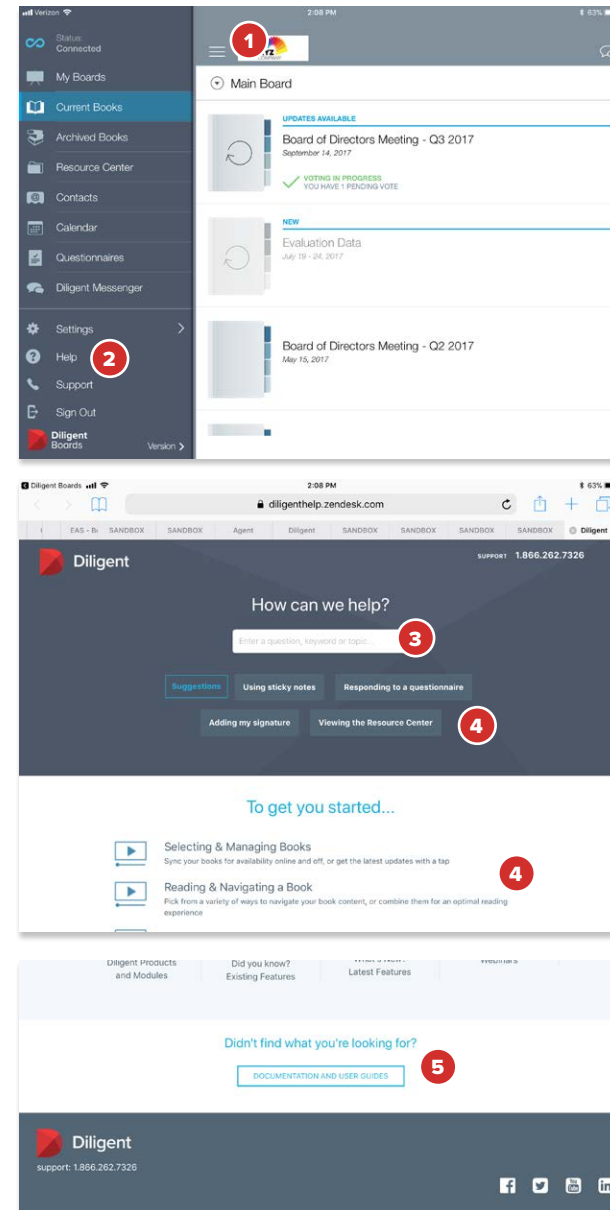 Verizon
2:08 PM
63%
Status:
Connected
1
My Boards
Main Board
Current Books
UPDATES AVAILABLE
Board of Directors Meeting - Q3 2017
September 14, 2017
VOTING IN PROGRESS
YOU HAVE 1 PENDING VOTE
Archived Books
Resource Center
Contacts
Calendar
NEW
Evaluation Data
July 19 - 24, 2017
Questionnaires
Diligent Messenger
Settings
Board of Directors Meeting - Q2 2017
May 15, 2017
Help
2
Support
Sign Out
Diligent
Boards
Version >
Diligent Boards
2:08 PM
63%
diligenthelp.zendesk.com
EAS - B SANDBOX SANDBOX Agent Diligent SANDBOX SANDBOX SANDBOX SANDBOX Diligent
Diligent
SUPPORT 1.866.262.7326
How can we help?
Enter a question, keyword or topic...
3
Suggestions Using sticky notes Responding to a questionnaire
Adding my signature Viewing the Resource Center
4
To get you started...
Selecting & Managing Books
Sync your books for availability online and off, or get the latest updates with a tap
4
Reading & Navigating a Book
Pick from a variety of ways to navigate your book content, or combine them for an optimal reading
experience
Diligent Products
and Modules
Did you know?
Existing Features
What's New?
Latest Features
Webinars
Didn't find what you're looking for?
DOCUMENTATION AND USER GUIDES
5
Diligent
support: 1.866.262.7326